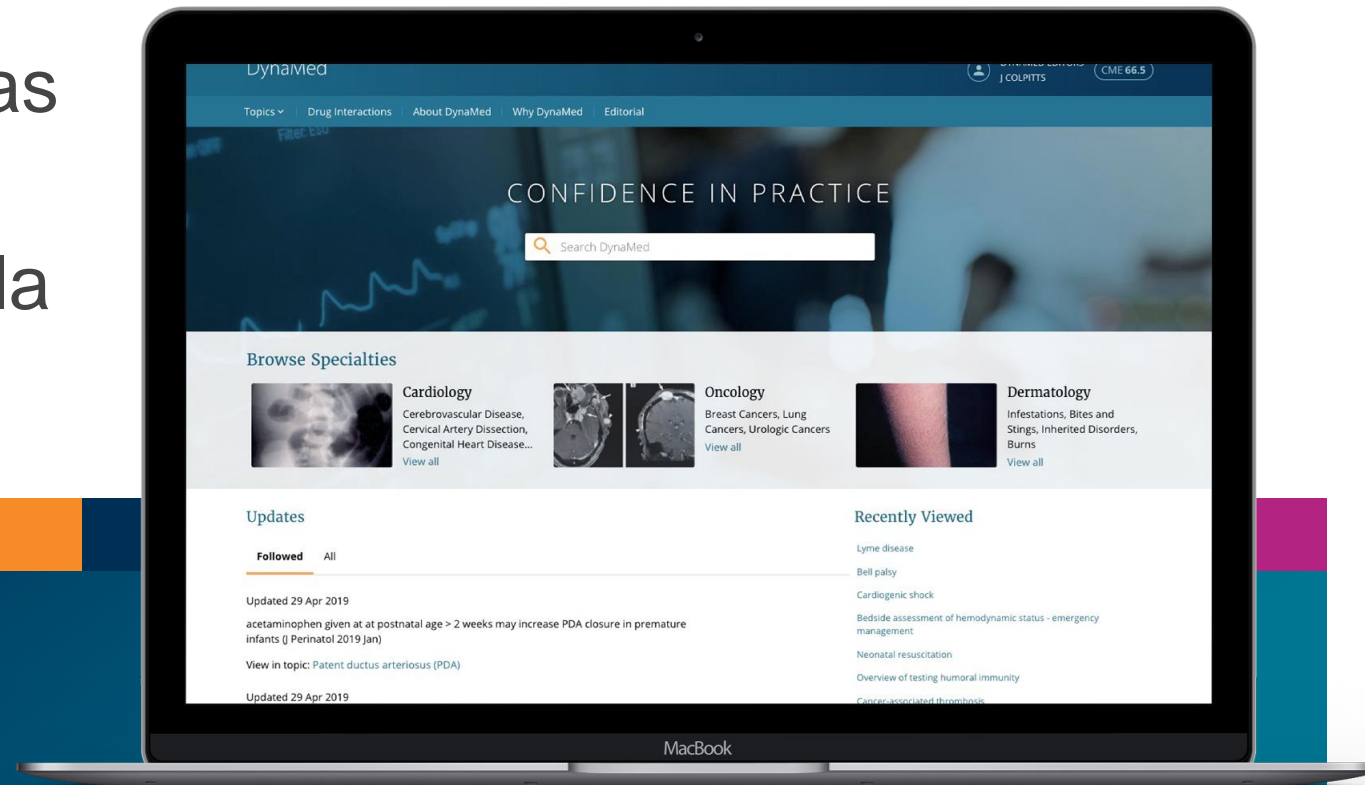 as
da
DynaMed
J COLPITTS
CME 66.5
Topics
Drug Interactions
About DynaMed
Why DynaMed
Editorial
CONFIDENCE IN PRACTICE
Search DynaMed
Browse Specialties
Cardiology
Cerebrovascular Disease,
Cervical Artery Dissection,
Congenital Heart Disease...
View all
Oncology
Breast Cancers, Lung
Cancers, Urologic Cancers
View all
Dermatology
Infestations, Bites and
Stings, Inherited Disorders,
Burns
View all
Updates
Followed All
Updated 29 Apr 2019
acetaminophen given at at postnatal age > 2 weeks may increase PDA closure in premature
infants (J Perinatol 2019 Jan)
View in topic: Patent ductus arteriosus (PDA)
Updated 29 Apr 2019
Recently Viewed
Lyme disease
Bell palsy
Cardiogenic shock
Bedside assessment of hemodynamic status - emergency
management
Neonatal resuscitation
Overview of testing humoral immunity
Cancer-associated thrombosis
MacBook